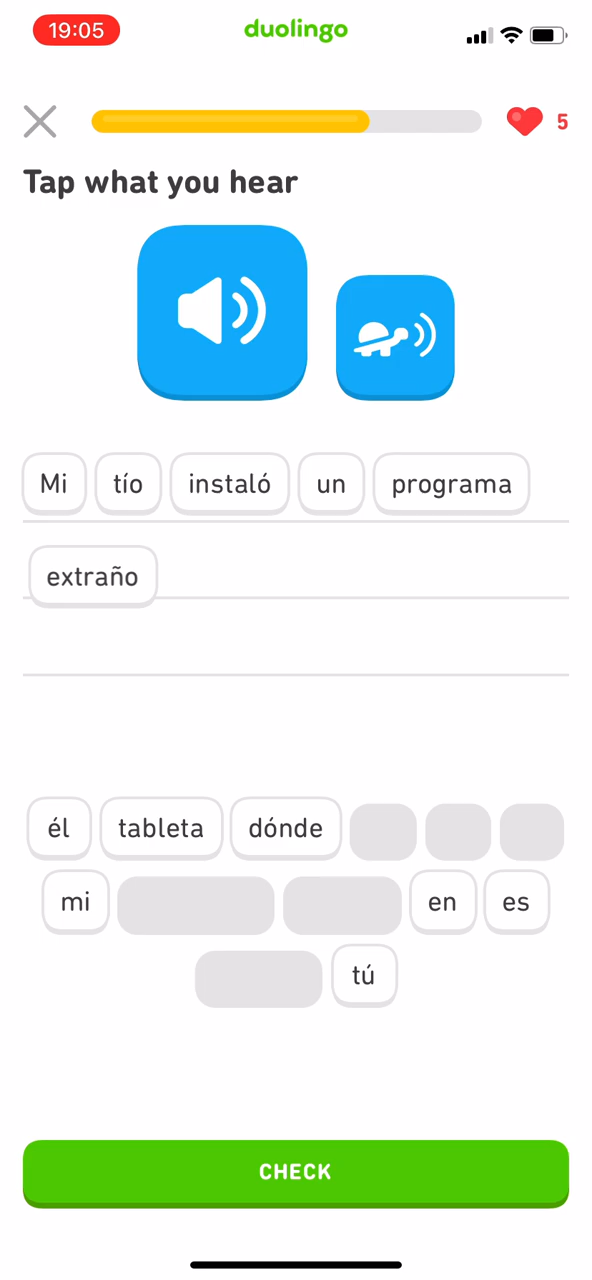 19:05 duolingo
5
Tap what you hear
Mi tío instaló un programa
extraño
él tableta dónde
mi en es
tú
CHECK